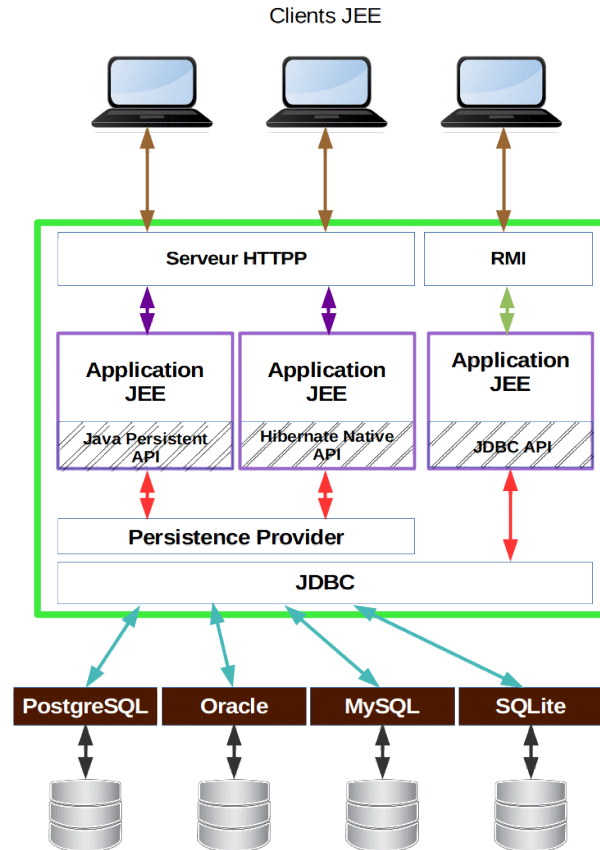 Clients JEE
Serveur HTTPP
RMI
Application
JEE
Application
JEE
Application
JEE
Java Persistent
API
Hibernate Native
API
JDBC API
Persistence Provider
JDBC
PostgreSQL
Oracle
MySQL
SQLite